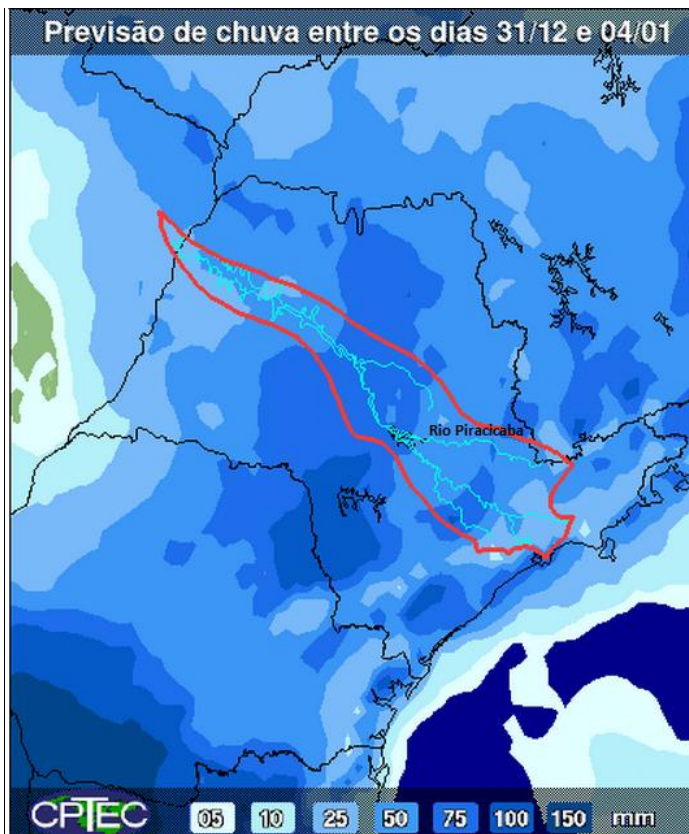 Previsão de chuva entre os dias 31/12 e 04/01
Rio Piracicaba
CPTEC 05 10 25 50 75 100 150 mm